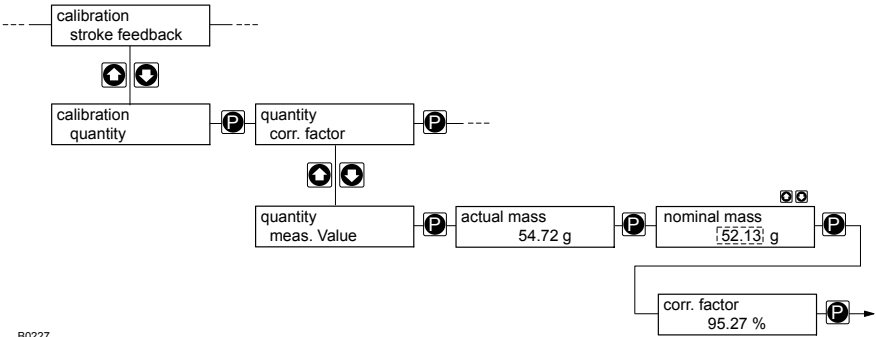 calibration
stroke feedback
calibration
quantity
P
quantity
corr. factor
P
quantity
meas. Value
P
actual mass
54.72 g
P
nominal mass
52.13 g
P
corr. factor
95.27 %
P
B0227